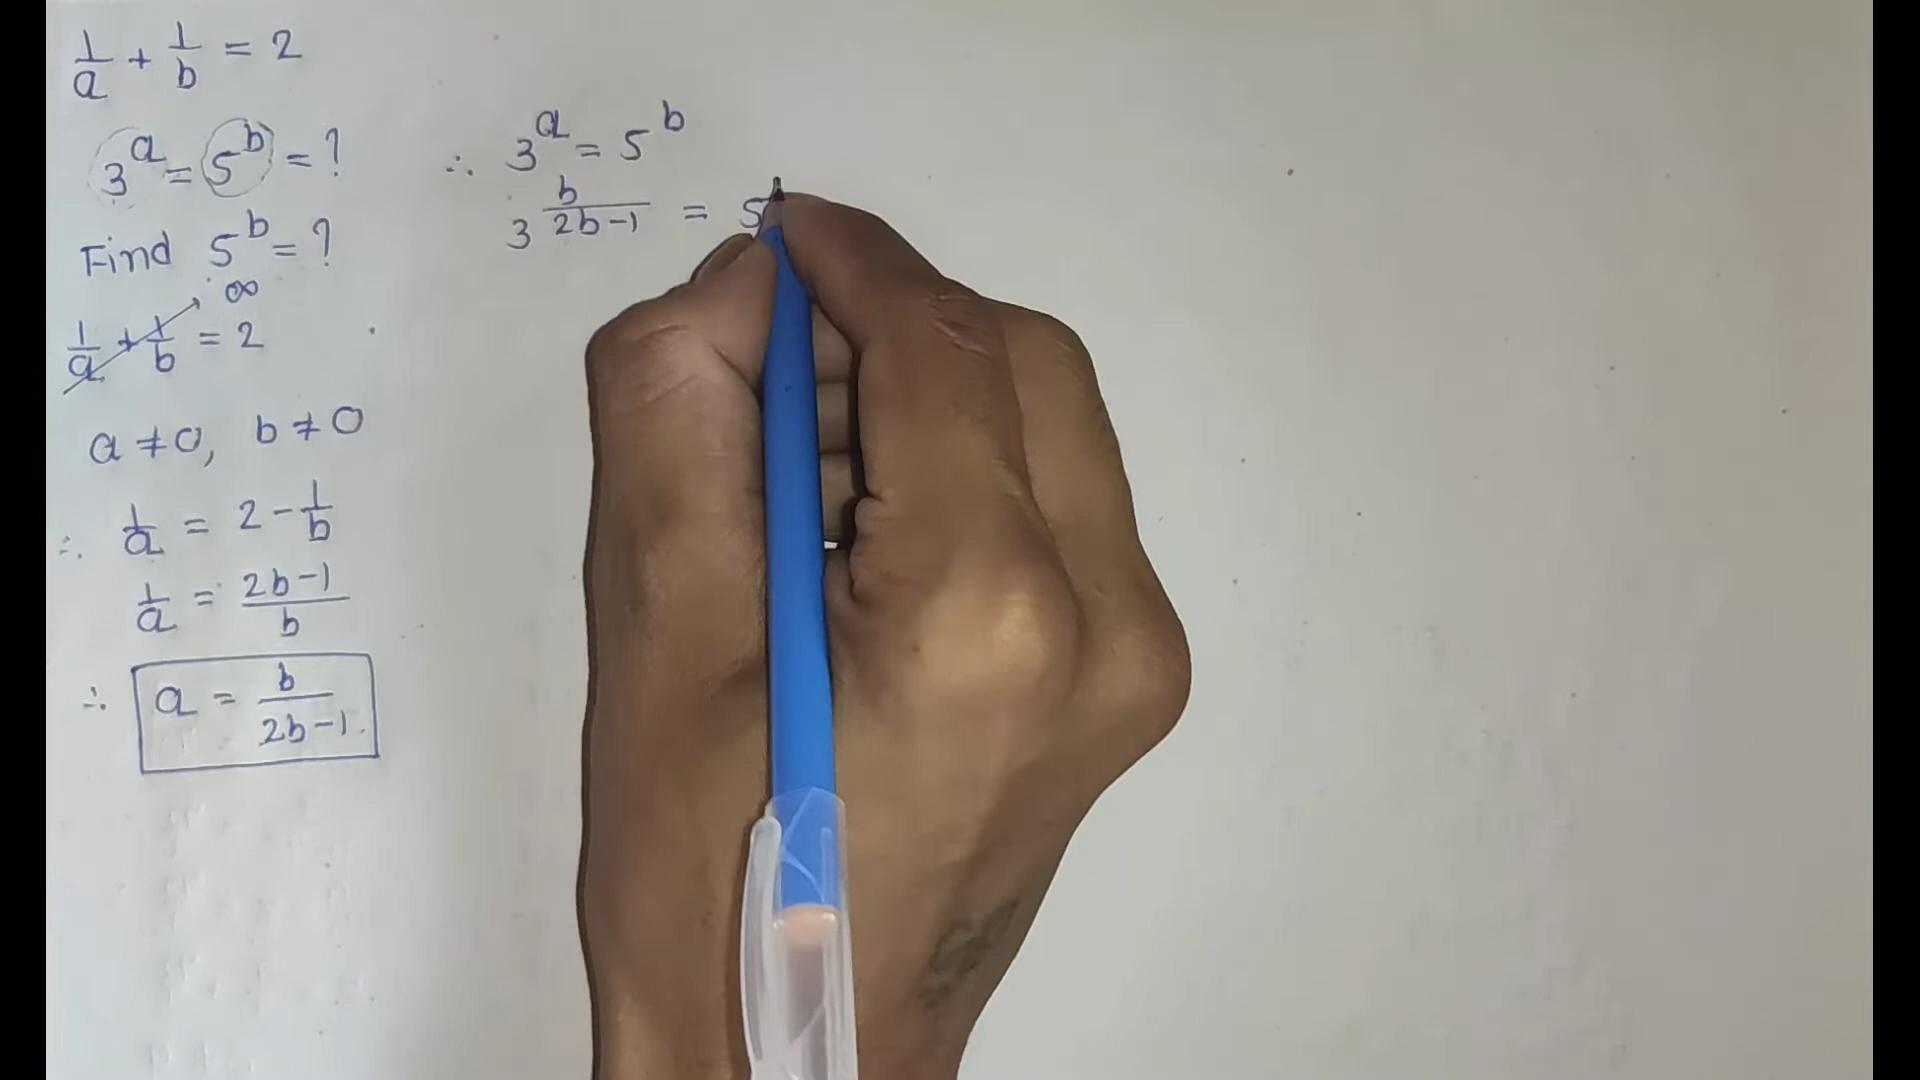 1/a + 1/b = 2
3^a = 5^b = ?
Find 5^b = ?
∞
1/a + 1/b = 2
a ≠ 0, b ≠ 0
∴ 1/a = 2 - 1/b
1/a = (2b-1)/b
∴ a = b/(2b-1)
∴ 3^a = 5^b
3^(b/(2b-1)) = 5